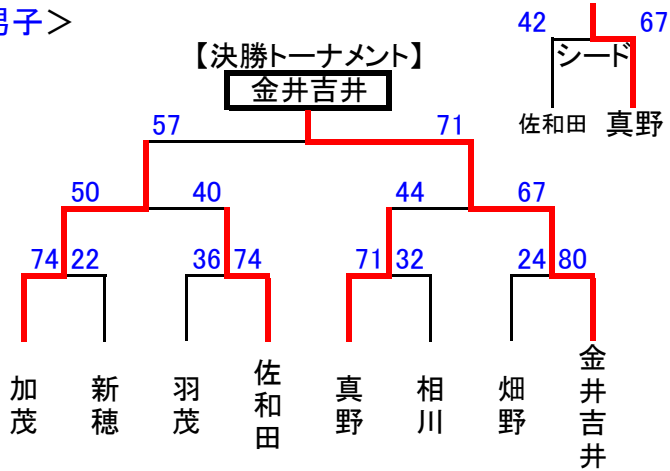 男子＞
42 67
【決勝トーナメント】
シード
金井吉井
佐和田 真野
57 71
50 40 44 67
74 22 36 74 71 32 24 80
加茂
新穂
羽茂
佐和田
真野
相川
畑野
金井吉井